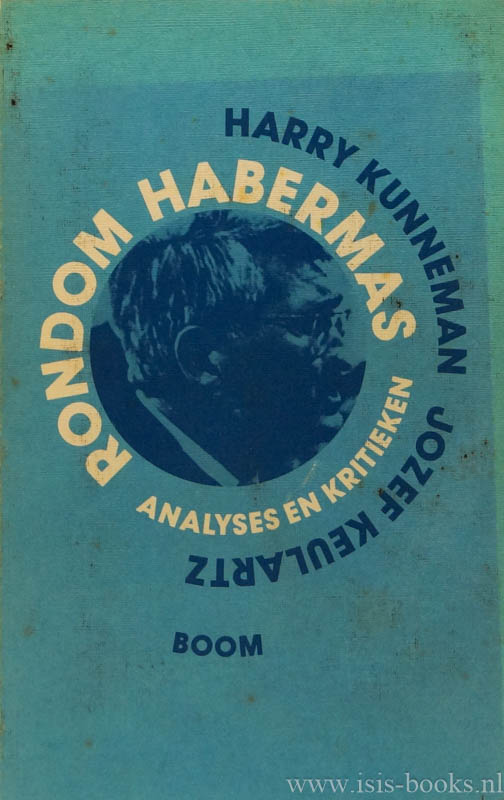 HARRY KUNNEMAN
JOZEF KEULARTZ
RONDOM HABERMAS
ANALYSES EN KRITIEKEN
BOOM
www.isis-books.nl